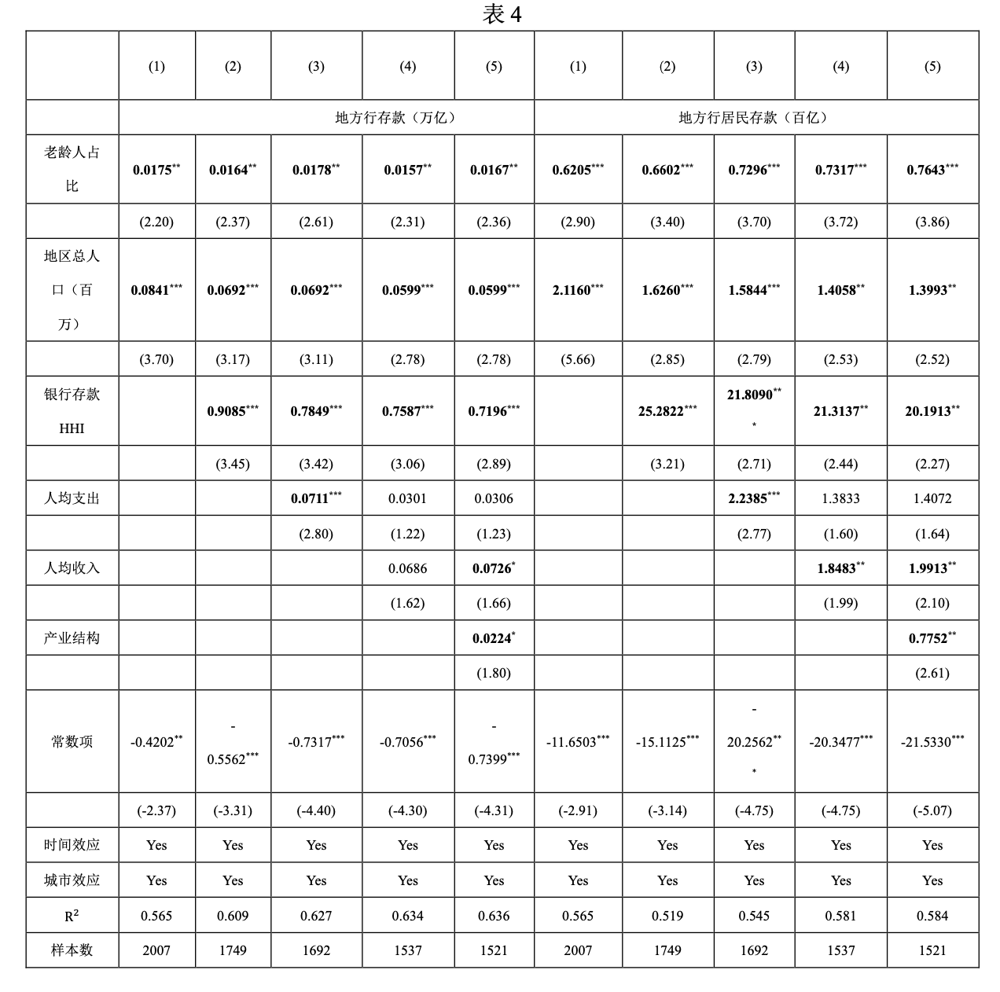 表 4
(1) (2) (3) (4) (5) (1) (2) (3) (4) (5)
地方行存款（万亿） 地方行居民存款（百亿）
老龄人占
比 0.0175** 0.0164** 0.0178** 0.0157** 0.0167** 0.6205*** 0.6602*** 0.7296*** 0.7317*** 0.7643***
(2.20) (2.37) (2.61) (2.31) (2.36) (2.90) (3.40) (3.70) (3.72) (3.86)
地区总人
口（百 0.0841*** 0.0692*** 0.0692*** 0.0599*** 0.0599*** 2.1160*** 1.6260*** 1.5844*** 1.4058** 1.3993**
万）
(3.70) (3.17) (3.11) (2.78) (2.78) (5.66) (2.85) (2.79) (2.53) (2.52)
银行存款
HHI 0.9085*** 0.7849*** 0.7587*** 0.7196*** 25.2822*** 21.8090*** 21.3137** 20.1913**
(3.45) (3.42) (3.06) (2.89) (3.21) (2.71) (2.44) (2.27)
人均支出 0.0711*** 0.0301 0.0306 2.2385*** 1.3833 1.4072
(2.80) (1.22) (1.23) (2.77) (1.60) (1.64)
人均收入 0.0686 0.0726* 1.8483** 1.9913**
(1.62) (1.66) (1.99) (2.10)
产业结构 0.0224* 0.7752**
(1.80) (2.61)
常数项 -0.4202** -0.5562*** -0.7317*** -0.7056*** -0.7399*** -11.6503*** -15.1125*** -20.2562*** -20.3477*** -21.5330***
(-2.37) (-3.31) (-4.40) (-4.30) (-4.31) (-2.91) (-3.14) (-4.75) (-4.75) (-5.07)
时间效应 Yes Yes Yes Yes Yes Yes Yes Yes Yes Yes
城市效应 Yes Yes Yes Yes Yes Yes Yes Yes Yes Yes
R² 0.565 0.609 0.627 0.634 0.636 0.565 0.519 0.545 0.581 0.584
样本数 2007 1749 1692 1537 1521 2007 1749 1692 1537 1521